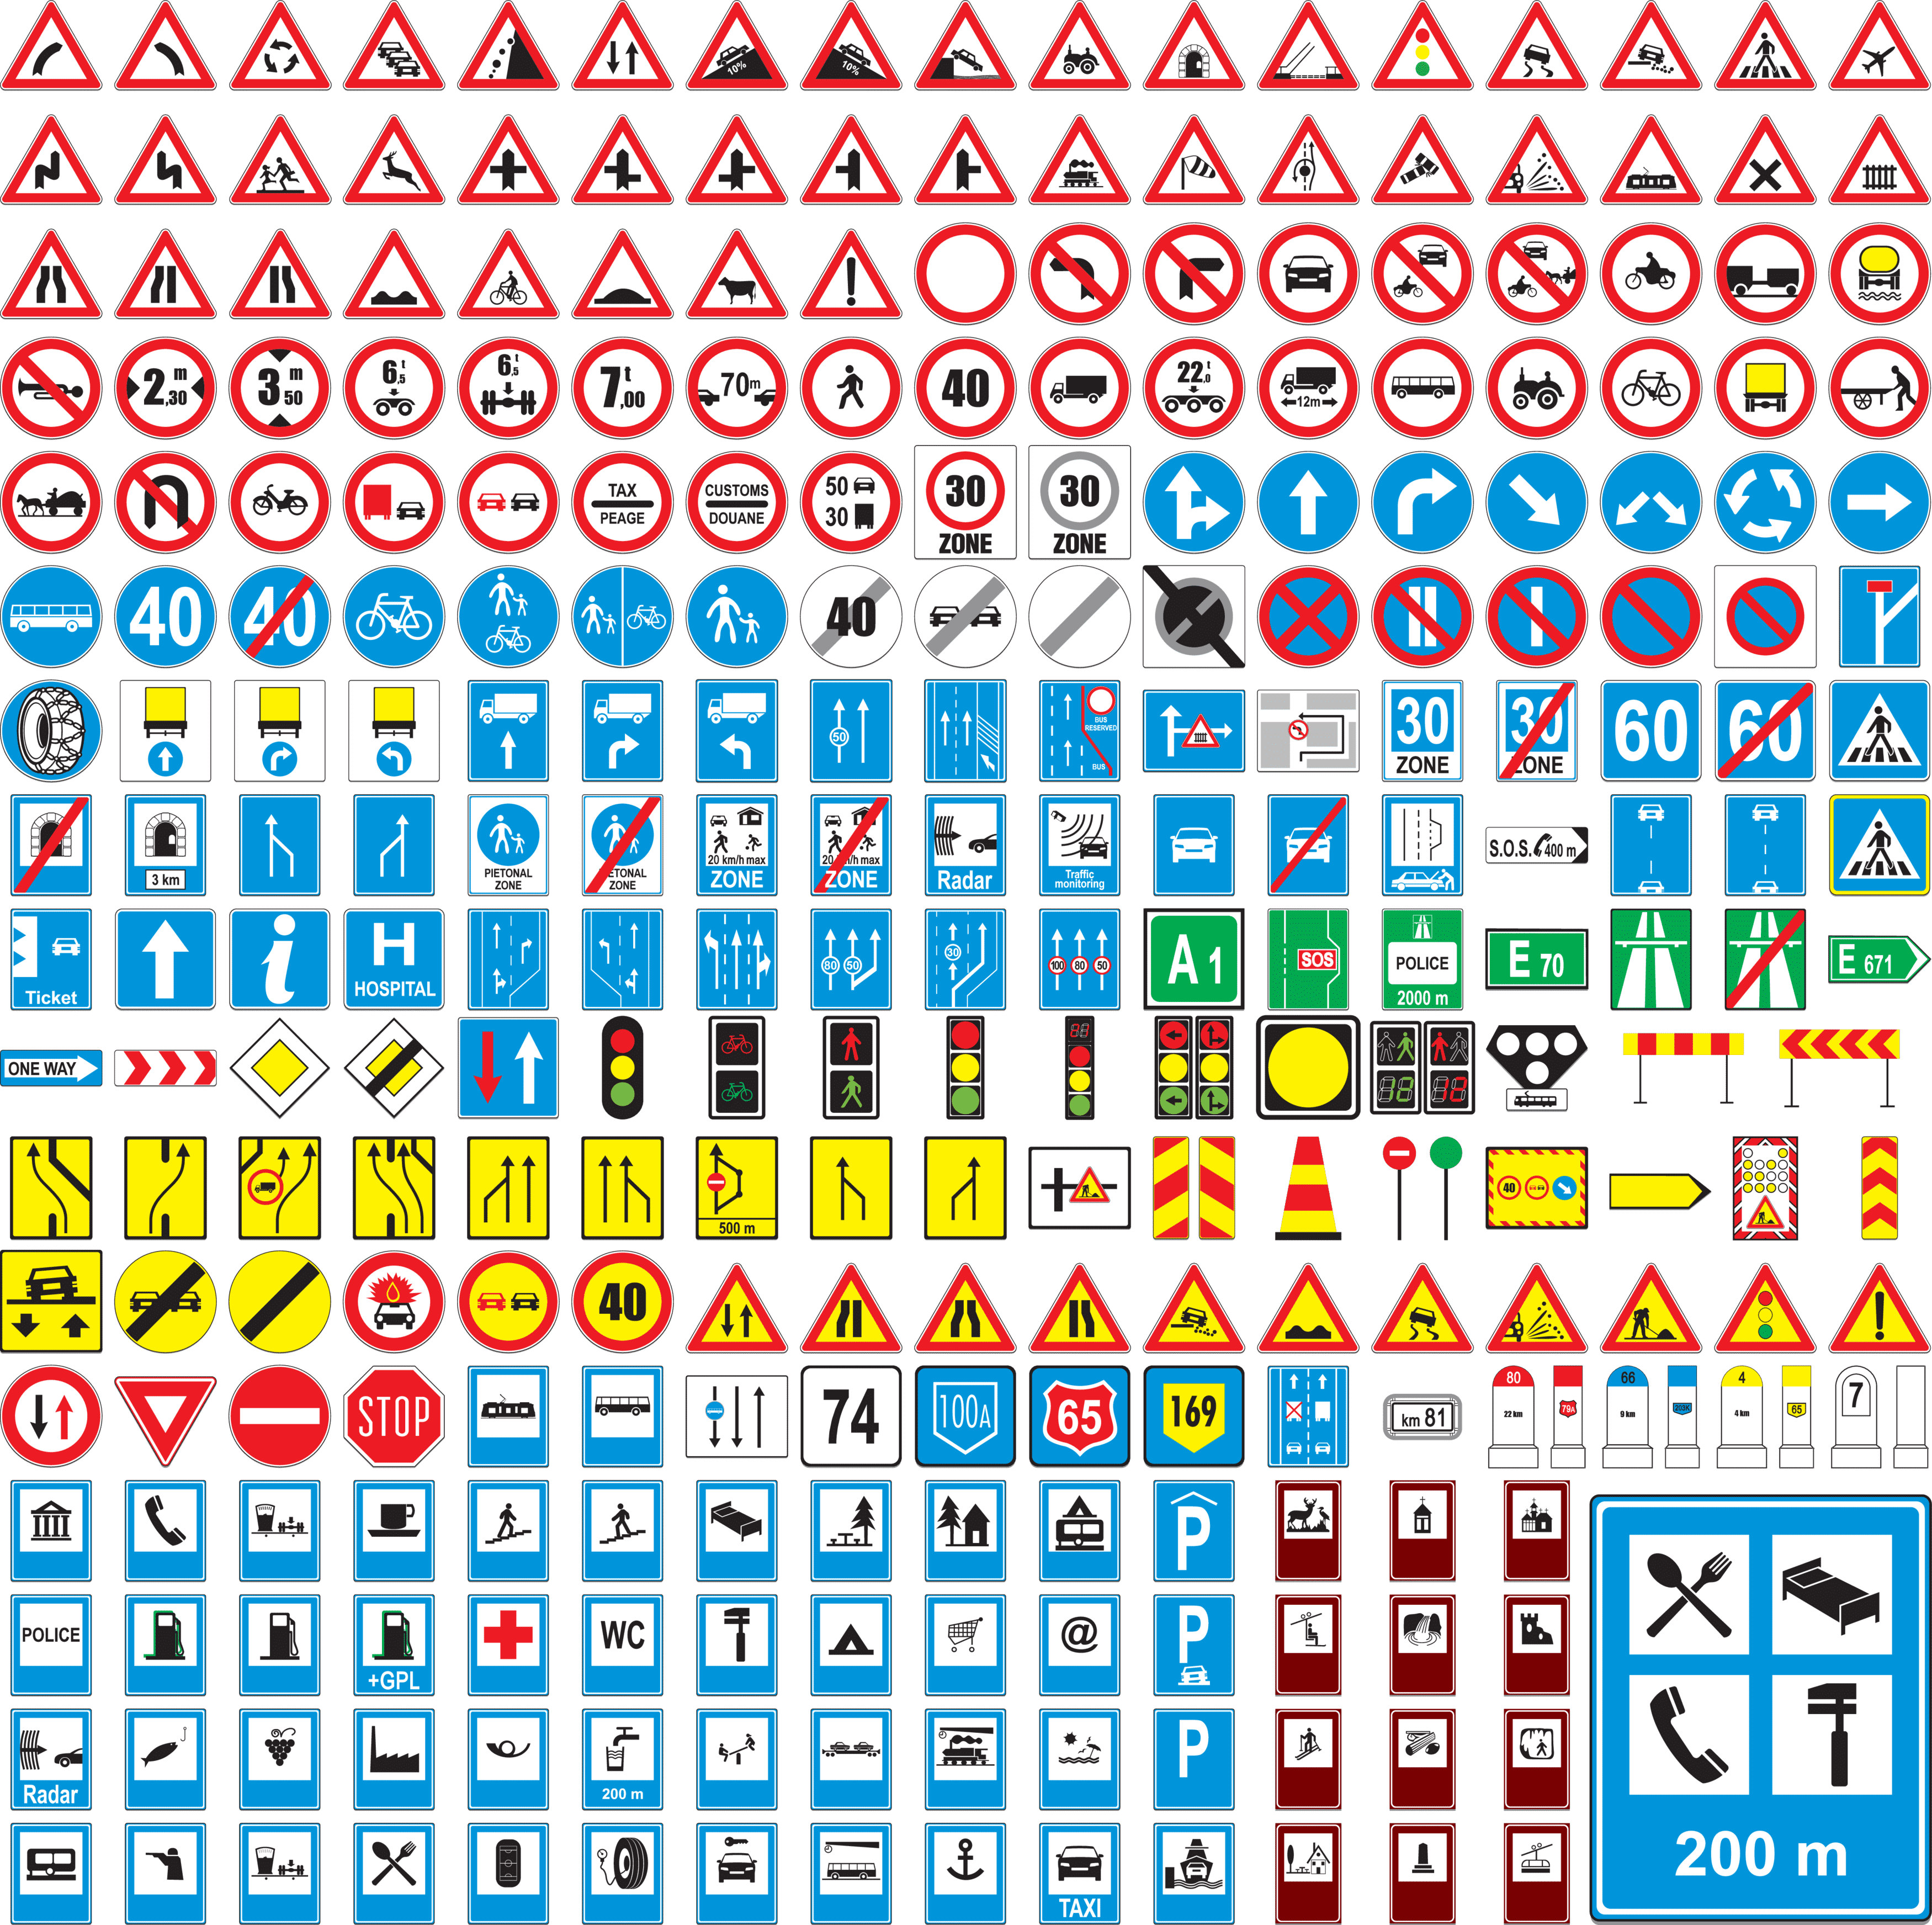 10%
10%
2,30 m
3 50 m
6,5 t
6,5 t
7,00 t
70m
40
22,0 t
12m
TAX
PEAGE
CUSTOMS
DOUANE
50
30
30
ZONE
30
ZONE
40
40
40
50
BUS
RESERVED
BUS
30
ZONE
30
ZONE
60
60
3 km
PIETONAL
ZONE
PIETONAL
ZONE
20 km/h max
ZONE
20 km/h max
ZONE
Radar
Traffic
monitoring
S.O.S. 400 m
Ticket
i
H
HOSPITAL
80 50
30
100 80 50
A 1
SOS
POLICE
2000 m
E 70
E 671
ONE WAY
500 m
40
40
STOP
74
100A
65
169
km 81
80
22 km
79A
66
9 km
203K
4
4 km
65
7
P
POLICE
+GPL
WC
@
P
Radar
200 m
P
TAXI
200 m